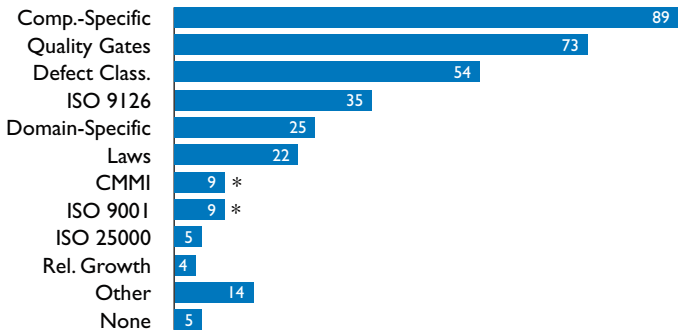 Comp.-Specific 89
Quality Gates 73
Defect Class. 54
ISO 9126 35
Domain-Specific 25
Laws 22
CMMI 9 *
ISO 9001 9 *
ISO 25000 5
Rel. Growth 4
Other 14
None 5